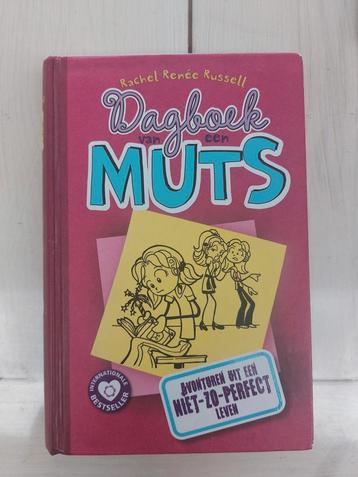 Rachel Renée Russell
Dagboek
van een
MUTS
AVONTUREN UIT EEN
NIET-ZO-PERFECT
LEVEN
INTERNATIONALE
BESTSELLER